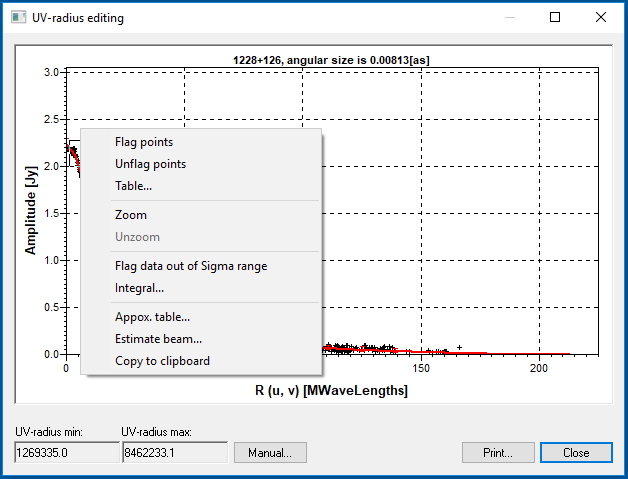 UV-radius editing
1228+126, angular size is 0.00813[as]
3.0
2.5
2.0
1.5
1.0
0.5
0.0
Amplitude [Jy]
Flag points
Unflag points
Table...
Zoom
Unzoom
Flag data out of Sigma range
Integral...
Appox. table...
Estimate beam...
Copy to clipboard
0 150 200
R (u, v) [MWaveLengths]
UV-radius min: UV-radius max:
1269335.0 8462233.1 Manual... Print... Close